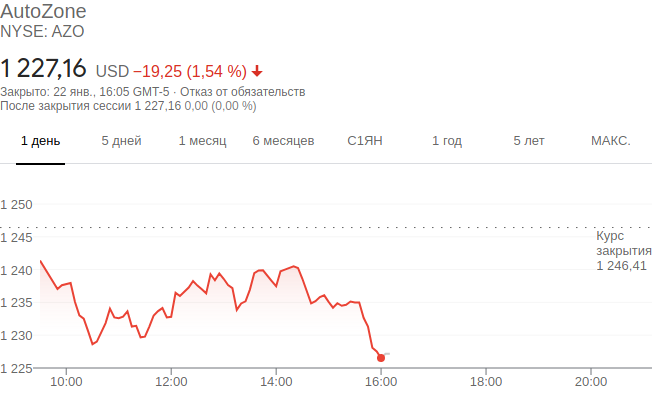 AutoZone
NYSE: AZO
1 227,16 USD −19,25 (1,54 %)
Закрыто: 22 янв., 16:05 GMT-5 · Отказ от обязательств
После закрытия сессии 1 227,16 0,00 (0,00 %)
1 день 5 дней 1 месяц 6 месяцев С1ЯН 1 год 5 лет МАКС.
1 250
1 245
Курс
закрытия
1 246,41
1 240
1 235
1 230
1 225
10:00 12:00 14:00 16:00 18:00 20:00